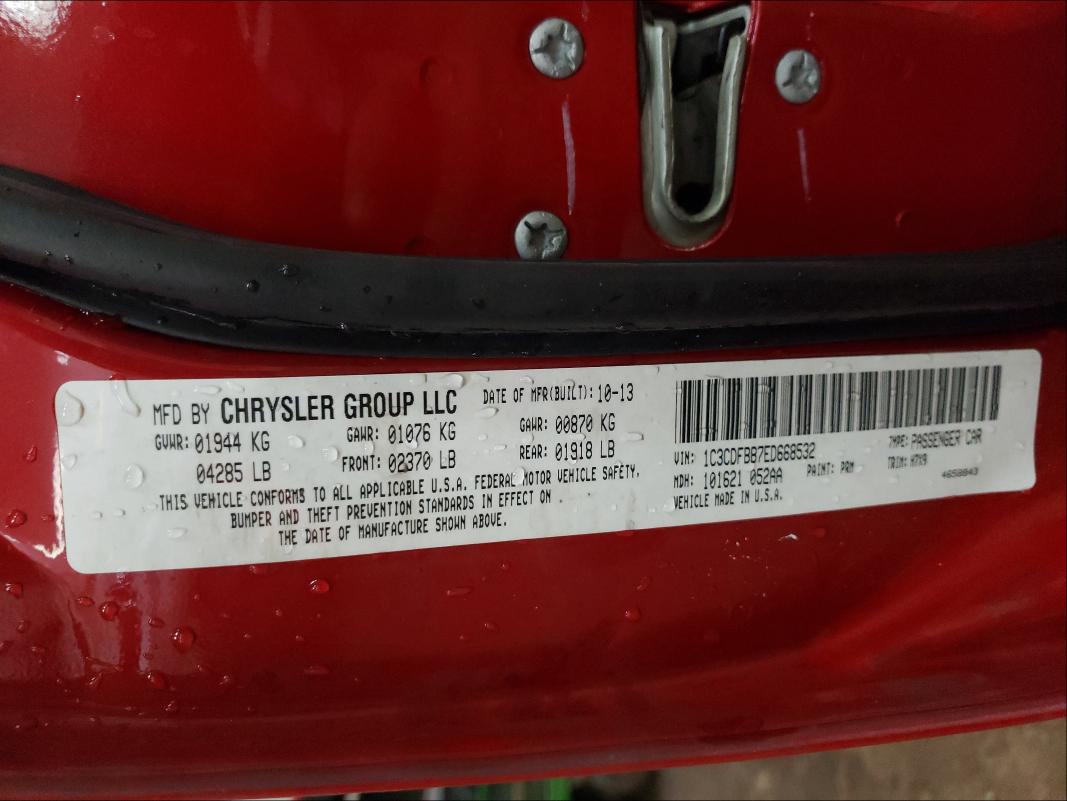 MFD BY CHRYSLER GROUP LLC
DATE OF MFR(BUILT): 10-13
GVWR: 01944 KG
04285 LB
GAWR: 01076 KG
FRONT: 02370 LB
GAWR: 00870 KG
REAR: 01918 LB
THIS VEHICLE CONFORMS TO ALL APPLICABLE U.S.A. FEDERAL MOTOR VEHICLE SAFETY,
BUMPER AND THEFT PREVENTION STANDARDS IN EFFECT ON
THE DATE OF MANUFACTURE SHOWN ABOVE.
VIN: 1C3CDFBB7ED668532
TYPE: PASSENGER CAR
MDH: 101621 052AA
PAINT: PRM
TRIM: H7X9
VEHICLE MADE IN U.S.A.
4658843